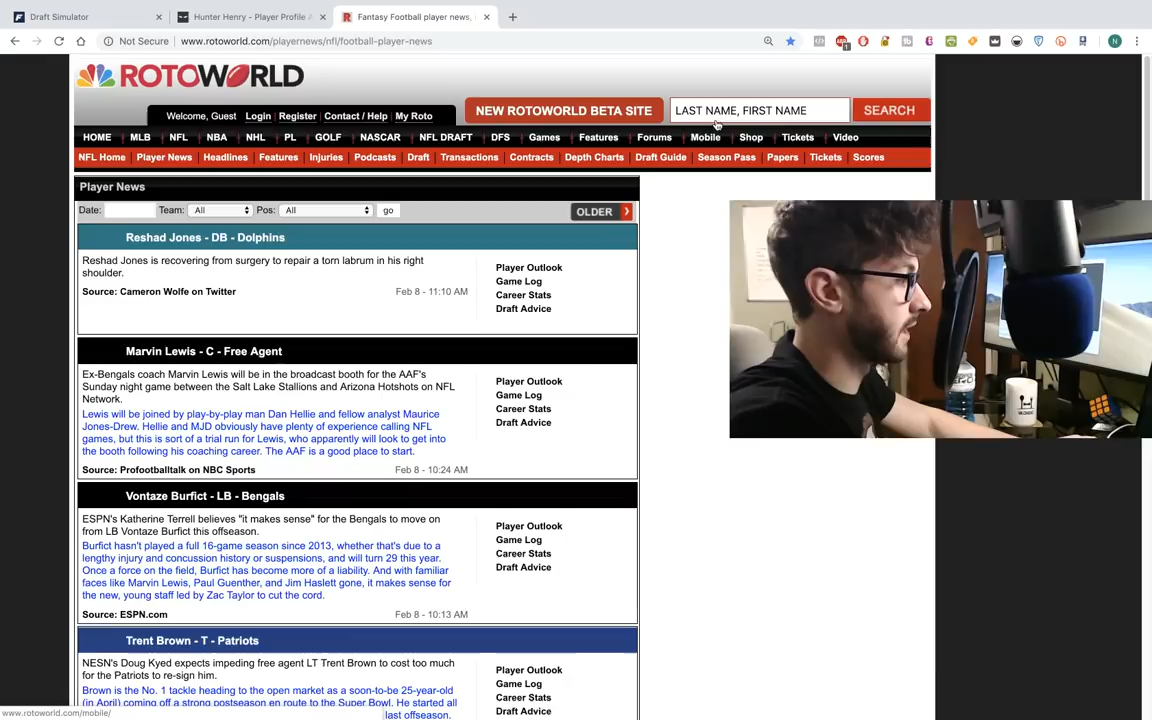 Draft Simulator
Hunter Henry - Player Profile
Fantasy Football player news,
Not Secure www.rotoworld.com/playernews/nfl/football-player-news
1
N
ROTOWORLD
Welcome, Guest Login Register Contact / Help My Roto
NEW ROTOWORLD BETA SITE
LAST NAME, FIRST NAME
SEARCH
HOME MLB NFL NBA NHL PL GOLF NASCAR NFL DRAFT DFS Games Features Forums Mobile Shop Tickets Video
NFL Home Player News Headlines Features Injuries Podcasts Draft Transactions Contracts Depth Charts Draft Guide Season Pass Papers Tickets Scores
Player News
Date: Team: All Pos: All go OLDER
Reshad Jones - DB - Dolphins
Reshad Jones is recovering from surgery to repair a torn labrum in his right
shoulder.
Source: Cameron Wolfe on Twitter Feb 8 - 11:10 AM
Player Outlook
Game Log
Career Stats
Draft Advice
Marvin Lewis - C - Free Agent
Ex-Bengals coach Marvin Lewis will be in the broadcast booth for the AAF's
Sunday night game between the Salt Lake Stallions and Arizona Hotshots on NFL
Network.
Lewis will be joined by play-by-play man Dan Hellie and fellow analyst Maurice
Jones-Drew. Hellie and MJD obviously have plenty of experience calling NFL
games, but this is sort of a trial run for Lewis, who apparently will look to get into
the booth following his coaching career. The AAF is a good place to start.
Source: Profootballtalk on NBC Sports Feb 8 - 10:24 AM
Player Outlook
Game Log
Career Stats
Draft Advice
Vontaze Burfict - LB - Bengals
ESPN's Katherine Terrell believes "it makes sense" for the Bengals to move on
from LB Vontaze Burfict this offseason.
Burfict hasn't played a full 16-game season since 2013, whether that's due to a
lengthy injury and concussion history or suspensions, and will turn 29 this year.
Once a force on the field, Burfict has become more of a liability. And with familiar
faces like Marvin Lewis, Paul Guenther, and Jim Haslett gone, it makes sense for
the new, young staff led by Zac Taylor to cut the cord.
Source: ESPN.com Feb 8 - 10:13 AM
Player Outlook
Game Log
Career Stats
Draft Advice
Trent Brown - T - Patriots
NESN's Doug Kyed expects impeding free agent LT Trent Brown to cost too much
for the Patriots to re-sign him.
Brown is the No. 1 tackle heading to the open market as a soon-to-be 25-year-old
(in April) coming off a strong postseason en route to the Super Bowl. He started all
last offseason.
Player Outlook
Game Log
Career Stats
Draft Advice
www.rotoworld.com/mobile/